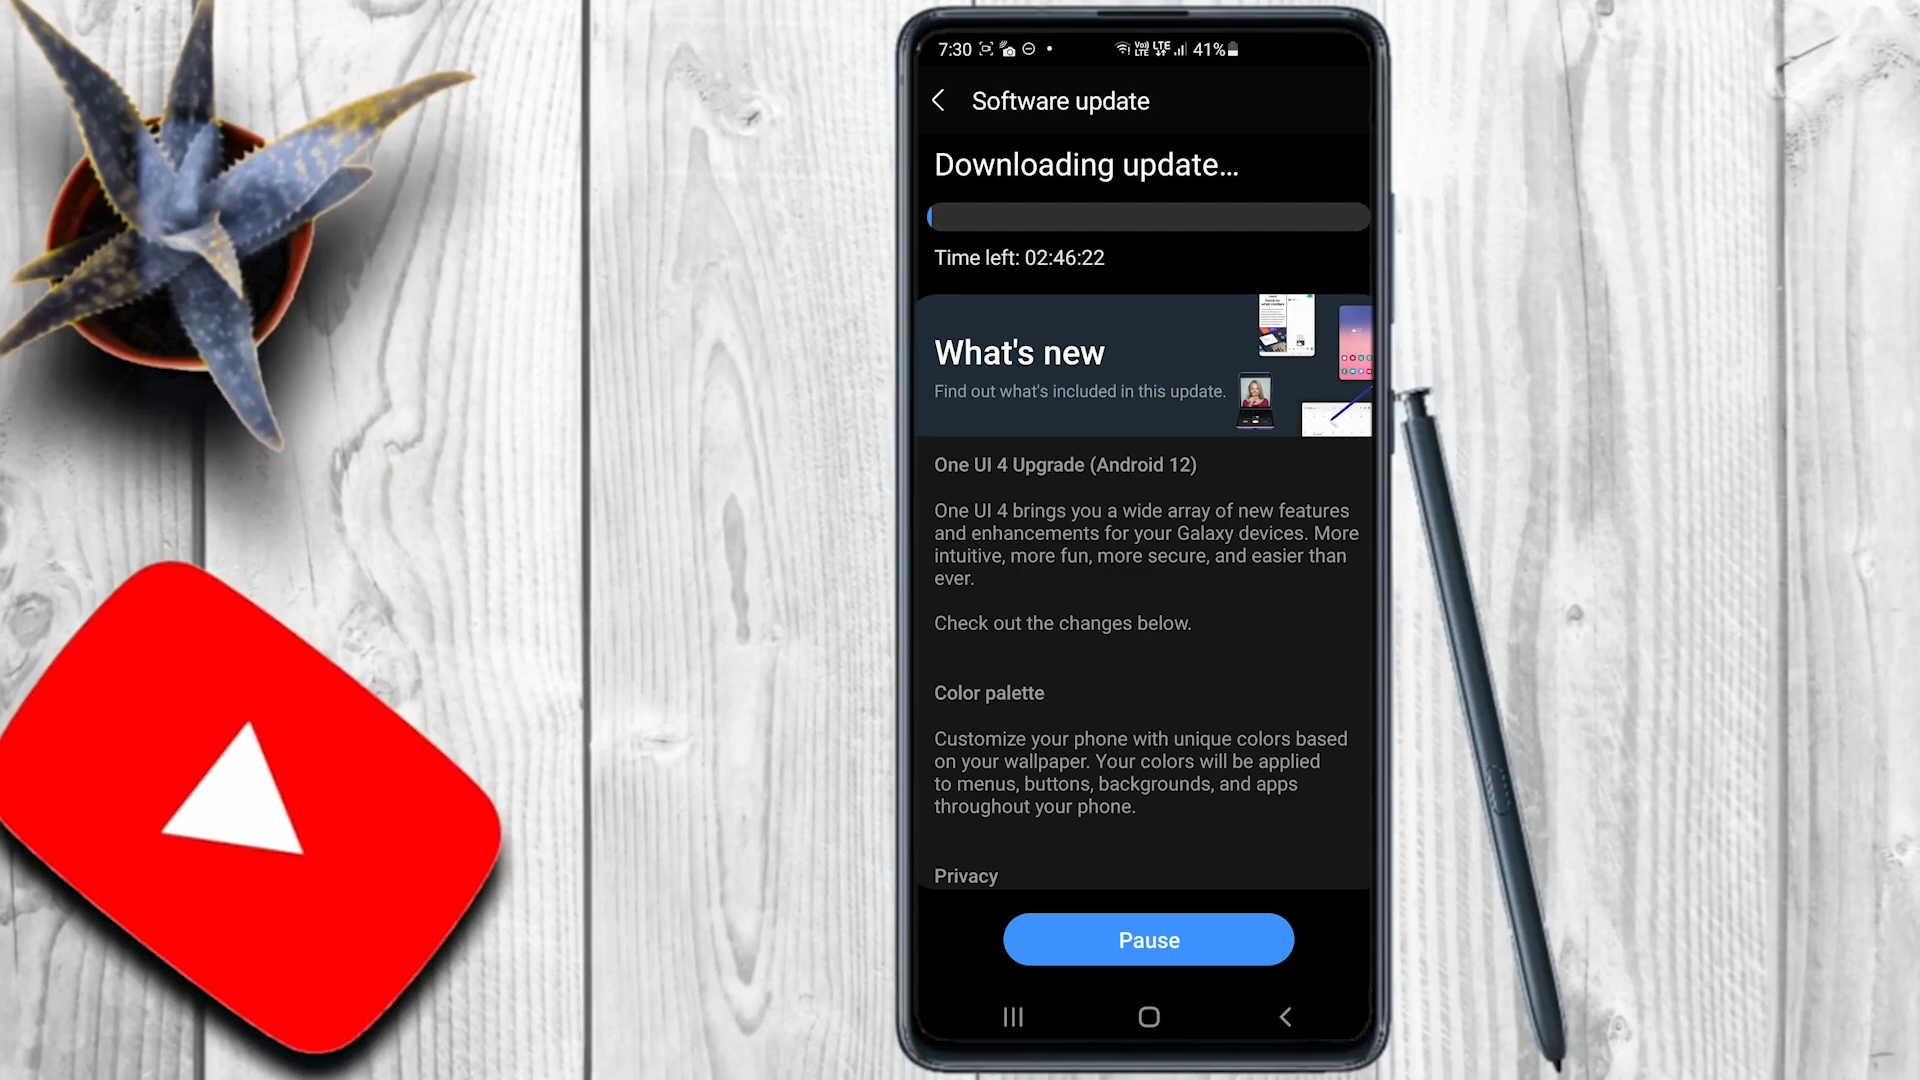 7:30 41%
Software update
Downloading update...
Time left: 02:46:22
What's new
Find out what's included in this update.
One UI 4 Upgrade (Android 12)
One UI 4 brings you a wide array of new features
and enhancements for your Galaxy devices. More
intuitive, more fun, more secure, and easier than
ever.
Check out the changes below.
Color palette
Customize your phone with unique colors based
on your wallpaper. Your colors will be applied
to menus, buttons, backgrounds, and apps
throughout your phone.
Privacy
Pause